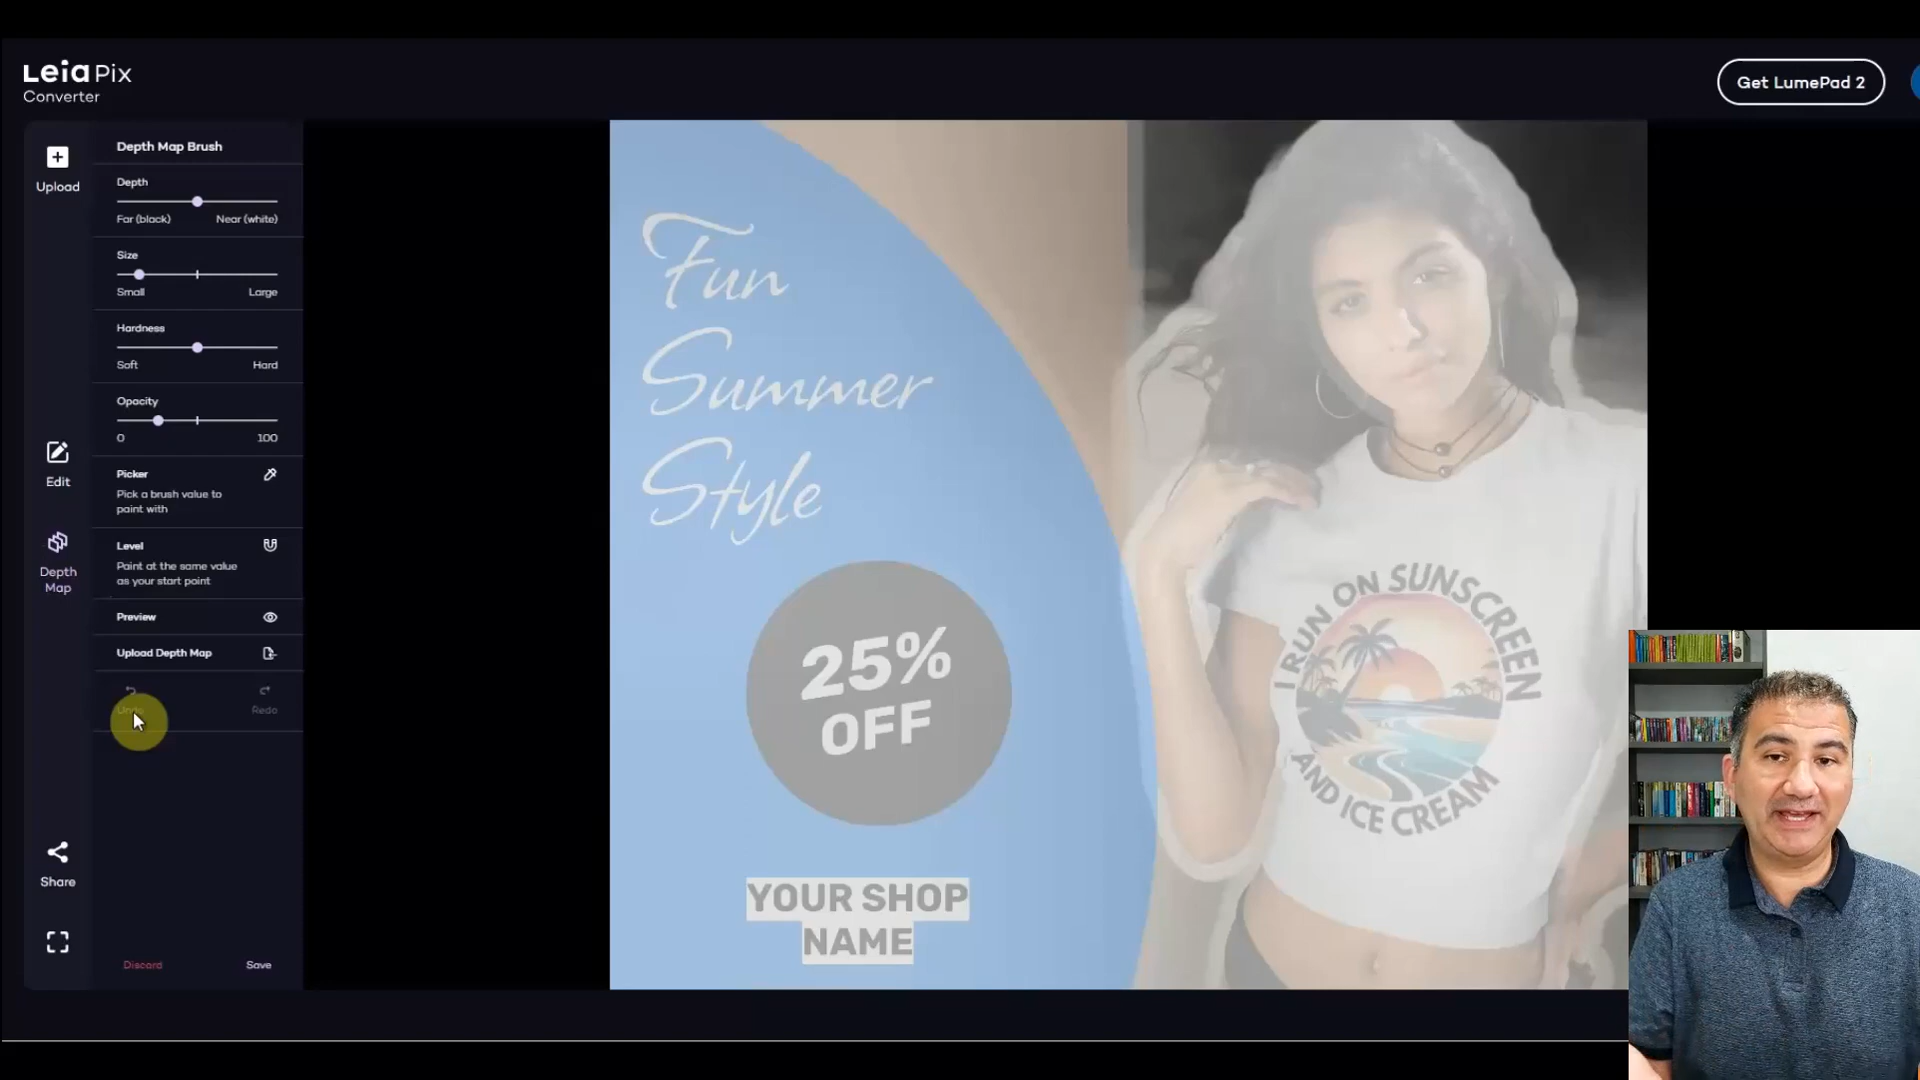 Leia Pix
Converter
Get LumePad 2
Upload
Edit
Depth
Map
Share
Depth Map Brush
Depth
Far (black) Near (white)
Size
Small Large
Hardness
Soft Hard
Opacity
0 100
Picker
Pick a brush value to
paint with
Level
Paint at the same value
as your start point
Preview
Upload Depth Map
Undo Redo
Discard Save
Fun
Summer
Style
25%
OFF
YOUR SHOP
NAME
I RUN ON SUNSCREEN
AND ICE CREAM